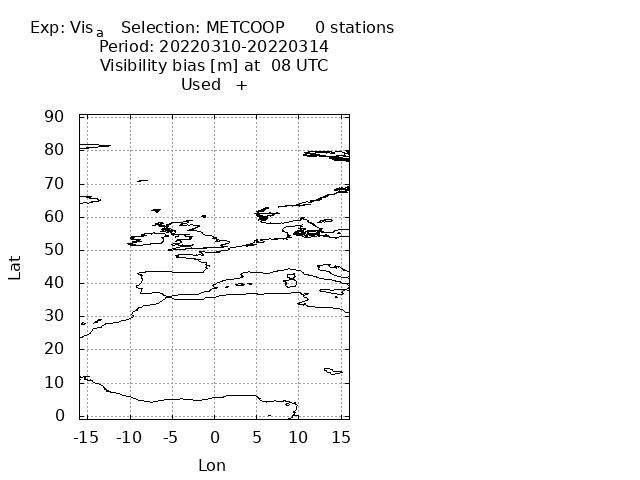 Exp: Vis a   Selection: METCOOP      0 stations
Period: 20220310-20220314
Visibility bias [m] at  08 UTC
Used   +
90
80
70
60
50
40
30
20
10
0
Lat
-15 -10 -5 0 5 10 15
Lon